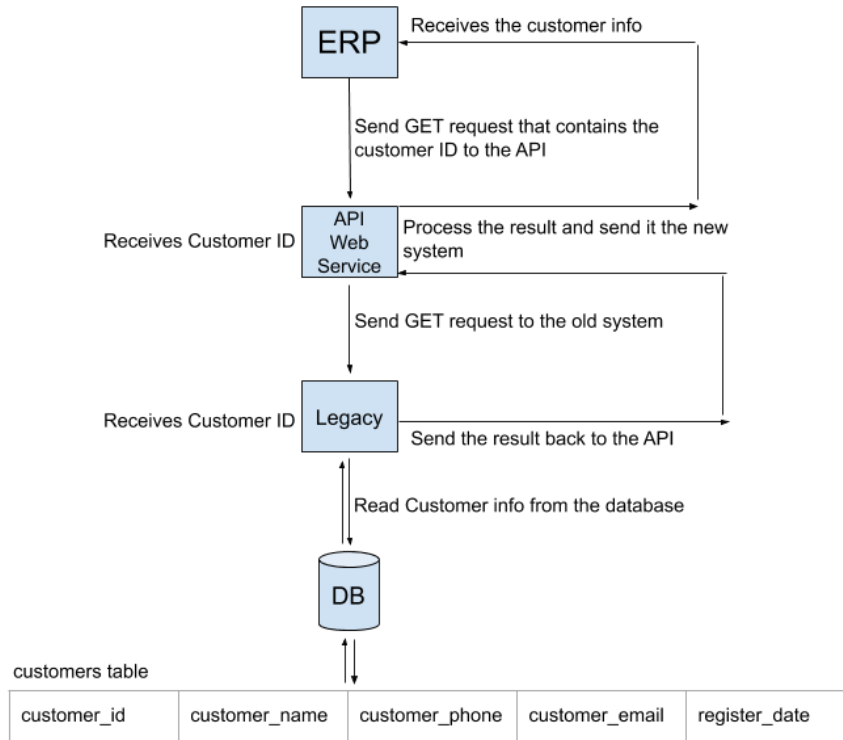 ERP
Receives the customer info
Send GET request that contains the
customer ID to the API
Receives Customer ID
API
Web
Service
Process the result and send it the new
system
Send GET request to the old system
Receives Customer ID
Legacy
Send the result back to the API
Read Customer info from the database
DB
customers table
customer_id
customer_name
customer_phone
customer_email
register_date